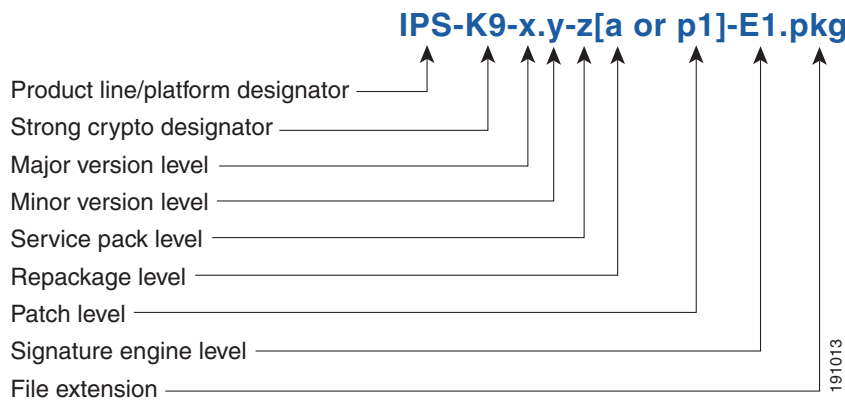 IPS-K9-x.y-z[a or p1]-E1.pkg
Product line/platform designator
Strong crypto designator
Major version level
Minor version level
Service pack level
Repackage level
Patch level
Signature engine level
File extension
191013